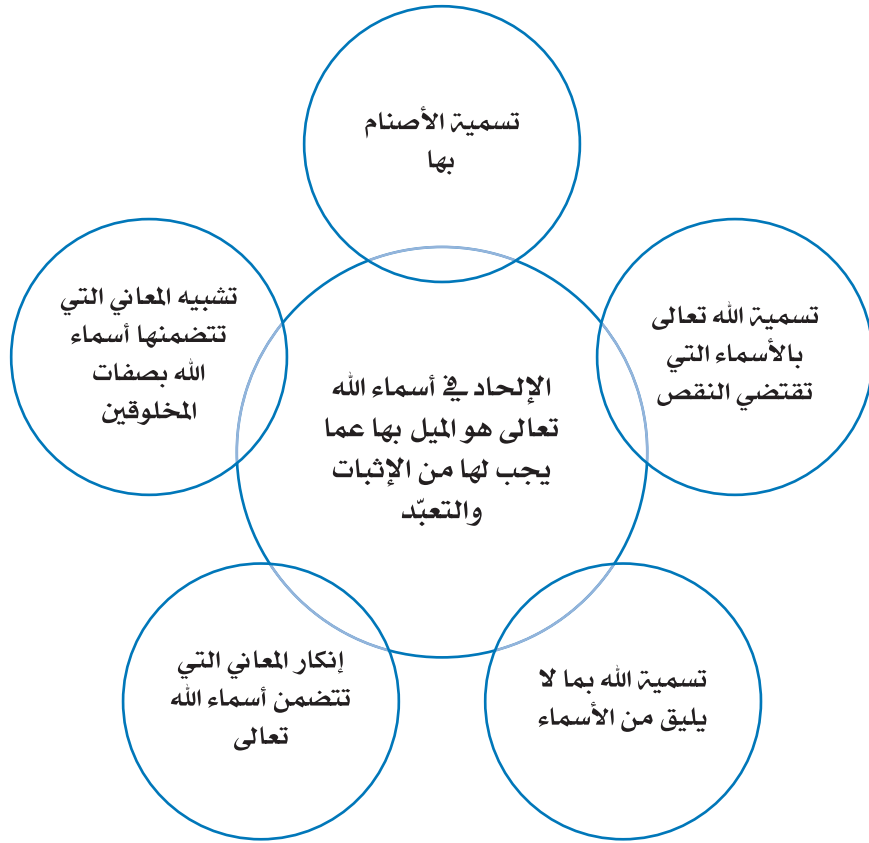 تسمية الأصنام
بها
تسمية الله تعالى
بالأسماء التي
تقتضي النقص
تسمية الله بما لا
يليق من الأسماء
إنكار المعاني التي
تتضمن أسماء الله
تعالى
تشبيه المعاني التي
تتضمنها أسماء
الله بصفات
المخلوقين
الإلحاد في أسماء الله
تعالى هو الميل بها عما
يجب لها من الإثبات
والتعبّد